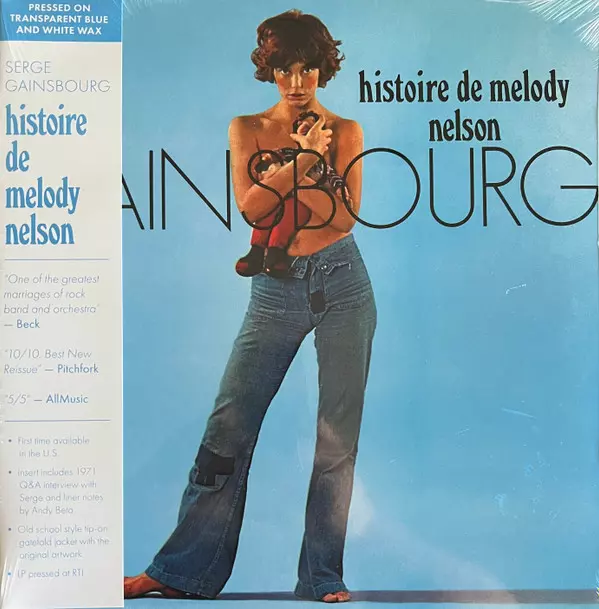 PRESSED ON
TRANSPARENT BLUE
AND WHITE WAX
SERGE
GAINSBOURG
histoire
de
melody
nelson
"One of the greatest
marriages of rock
band and orchestra"
— Beck
"10/10. Best New
Reissue" — Pitchfork
"5/5" — AllMusic
• First time available
in the U.S.
• Insert includes 1971
Q&A interview with
Serge and liner notes
by Andy Beta
• Old school style tip-on
gatefold jacket with the
original artwork
• LP pressed at RTI
histoire de melody
nelson
AINSBOURG